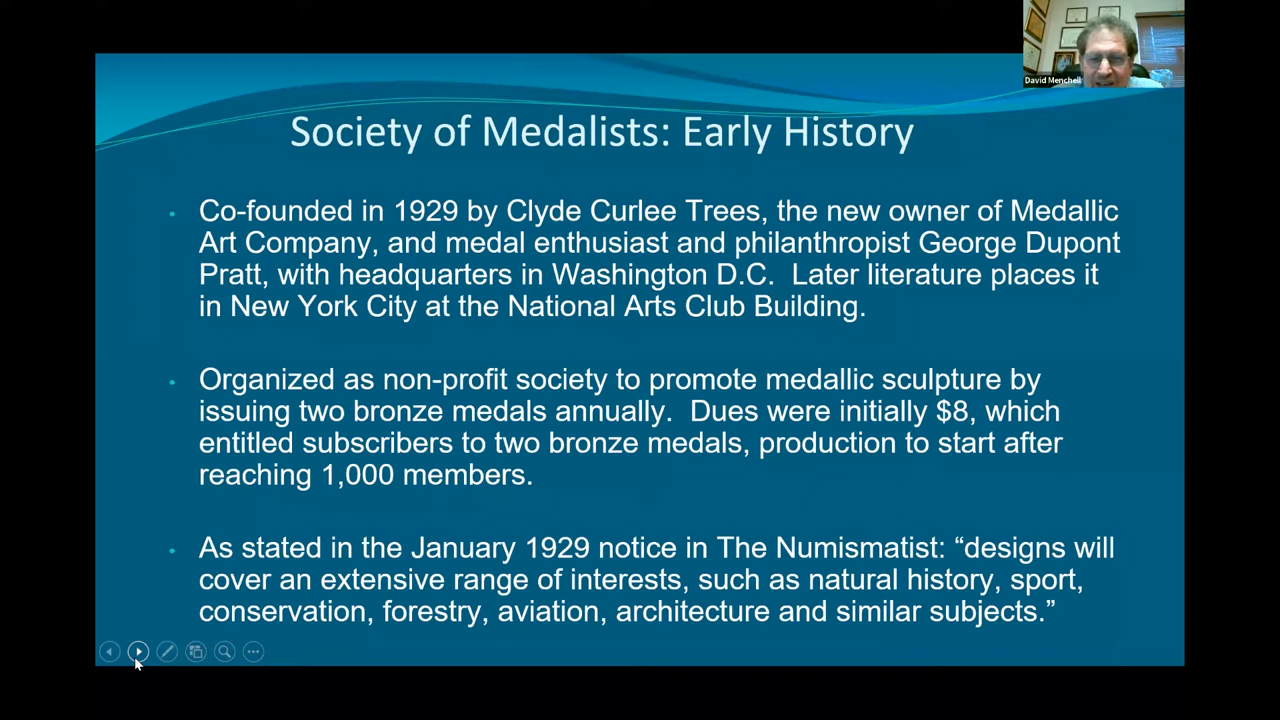 David Menchell
Society of Medalists: Early History
• Co-founded in 1929 by Clyde Curlee Trees, the new owner of Medallic
Art Company, and medal enthusiast and philanthropist George Dupont
Pratt, with headquarters in Washington D.C.  Later literature places it
in New York City at the National Arts Club Building.
• Organized as non-profit society to promote medallic sculpture by
issuing two bronze medals annually.  Dues were initially $8, which
entitled subscribers to two bronze medals, production to start after
reaching 1,000 members.
• As stated in the January 1929 notice in The Numismatist: “designs will
cover an extensive range of interests, such as natural history, sport,
conservation, forestry, aviation, architecture and similar subjects.”